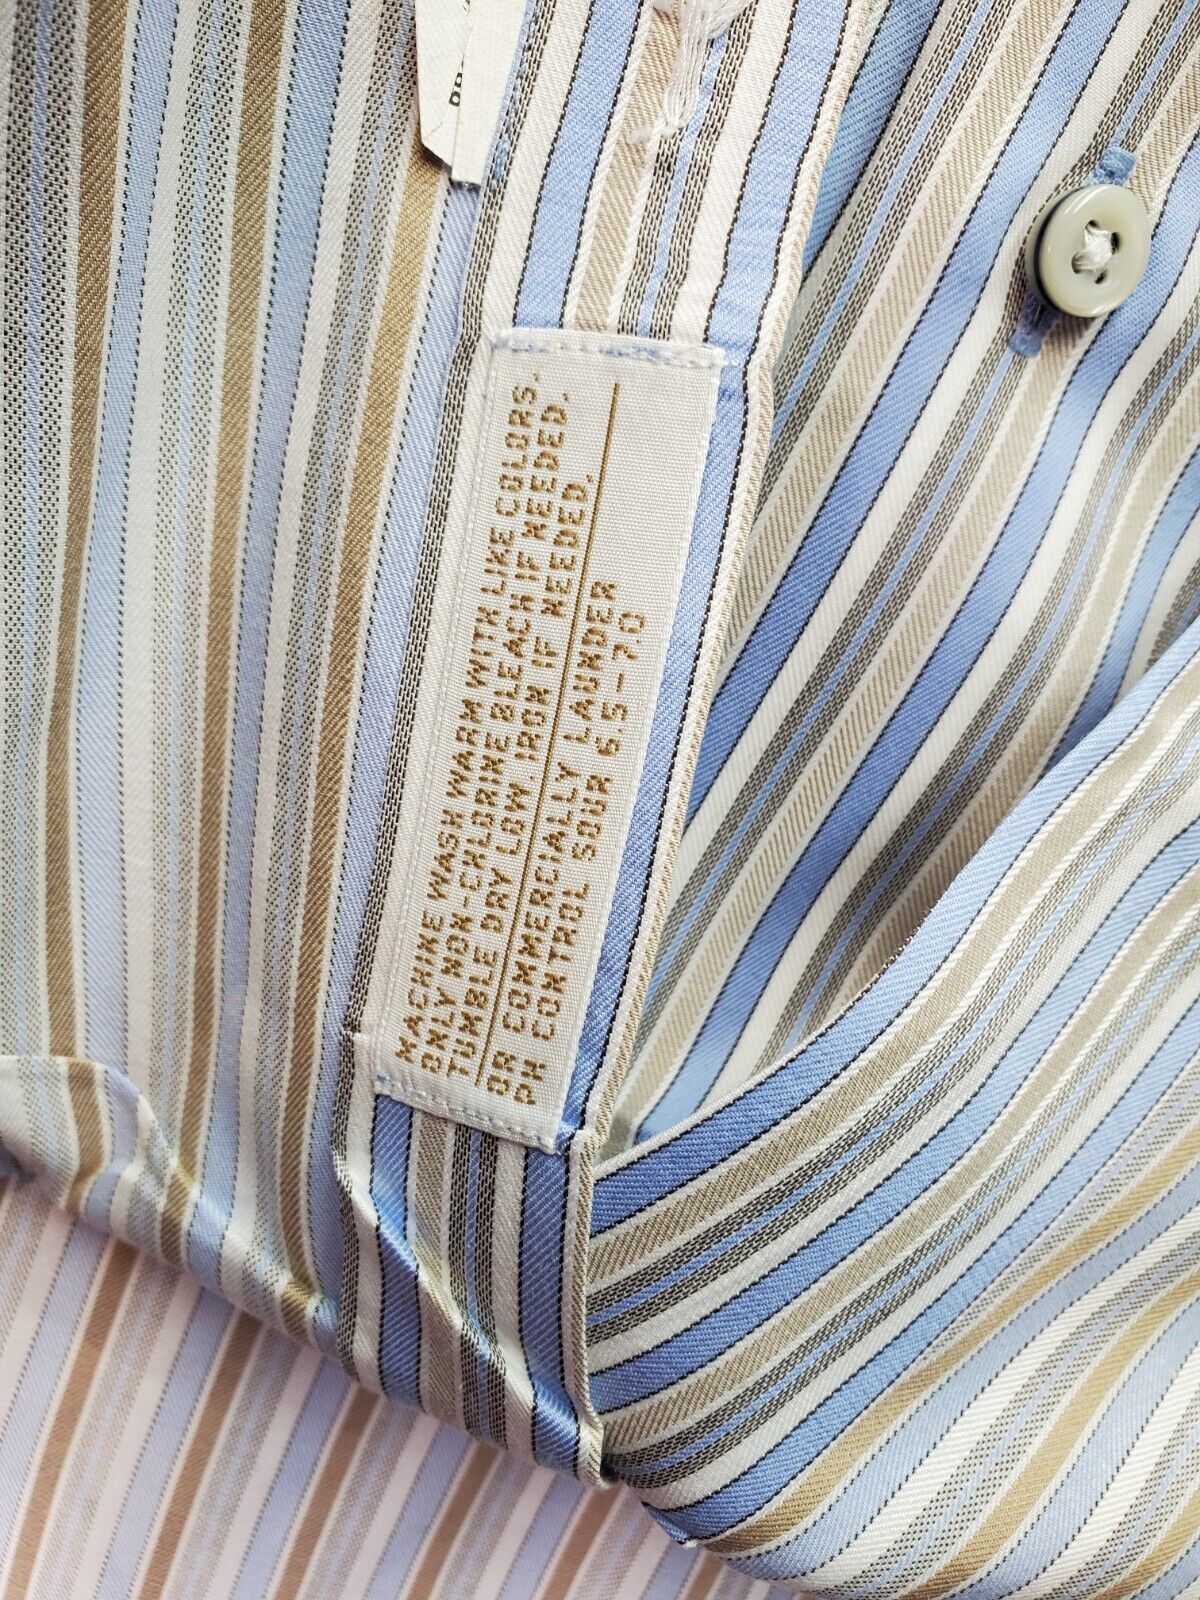 MACHINE WASH WARM WITH LIKE COLORS.
ONLY NON-CHLORINE BLEACH IF NEEDED.
TUMBLE DRY LOW. IRON IF NEEDED.
OR COMMERCIALLY LAUNDER
PH CONTROL SOUR 6.5-7.0